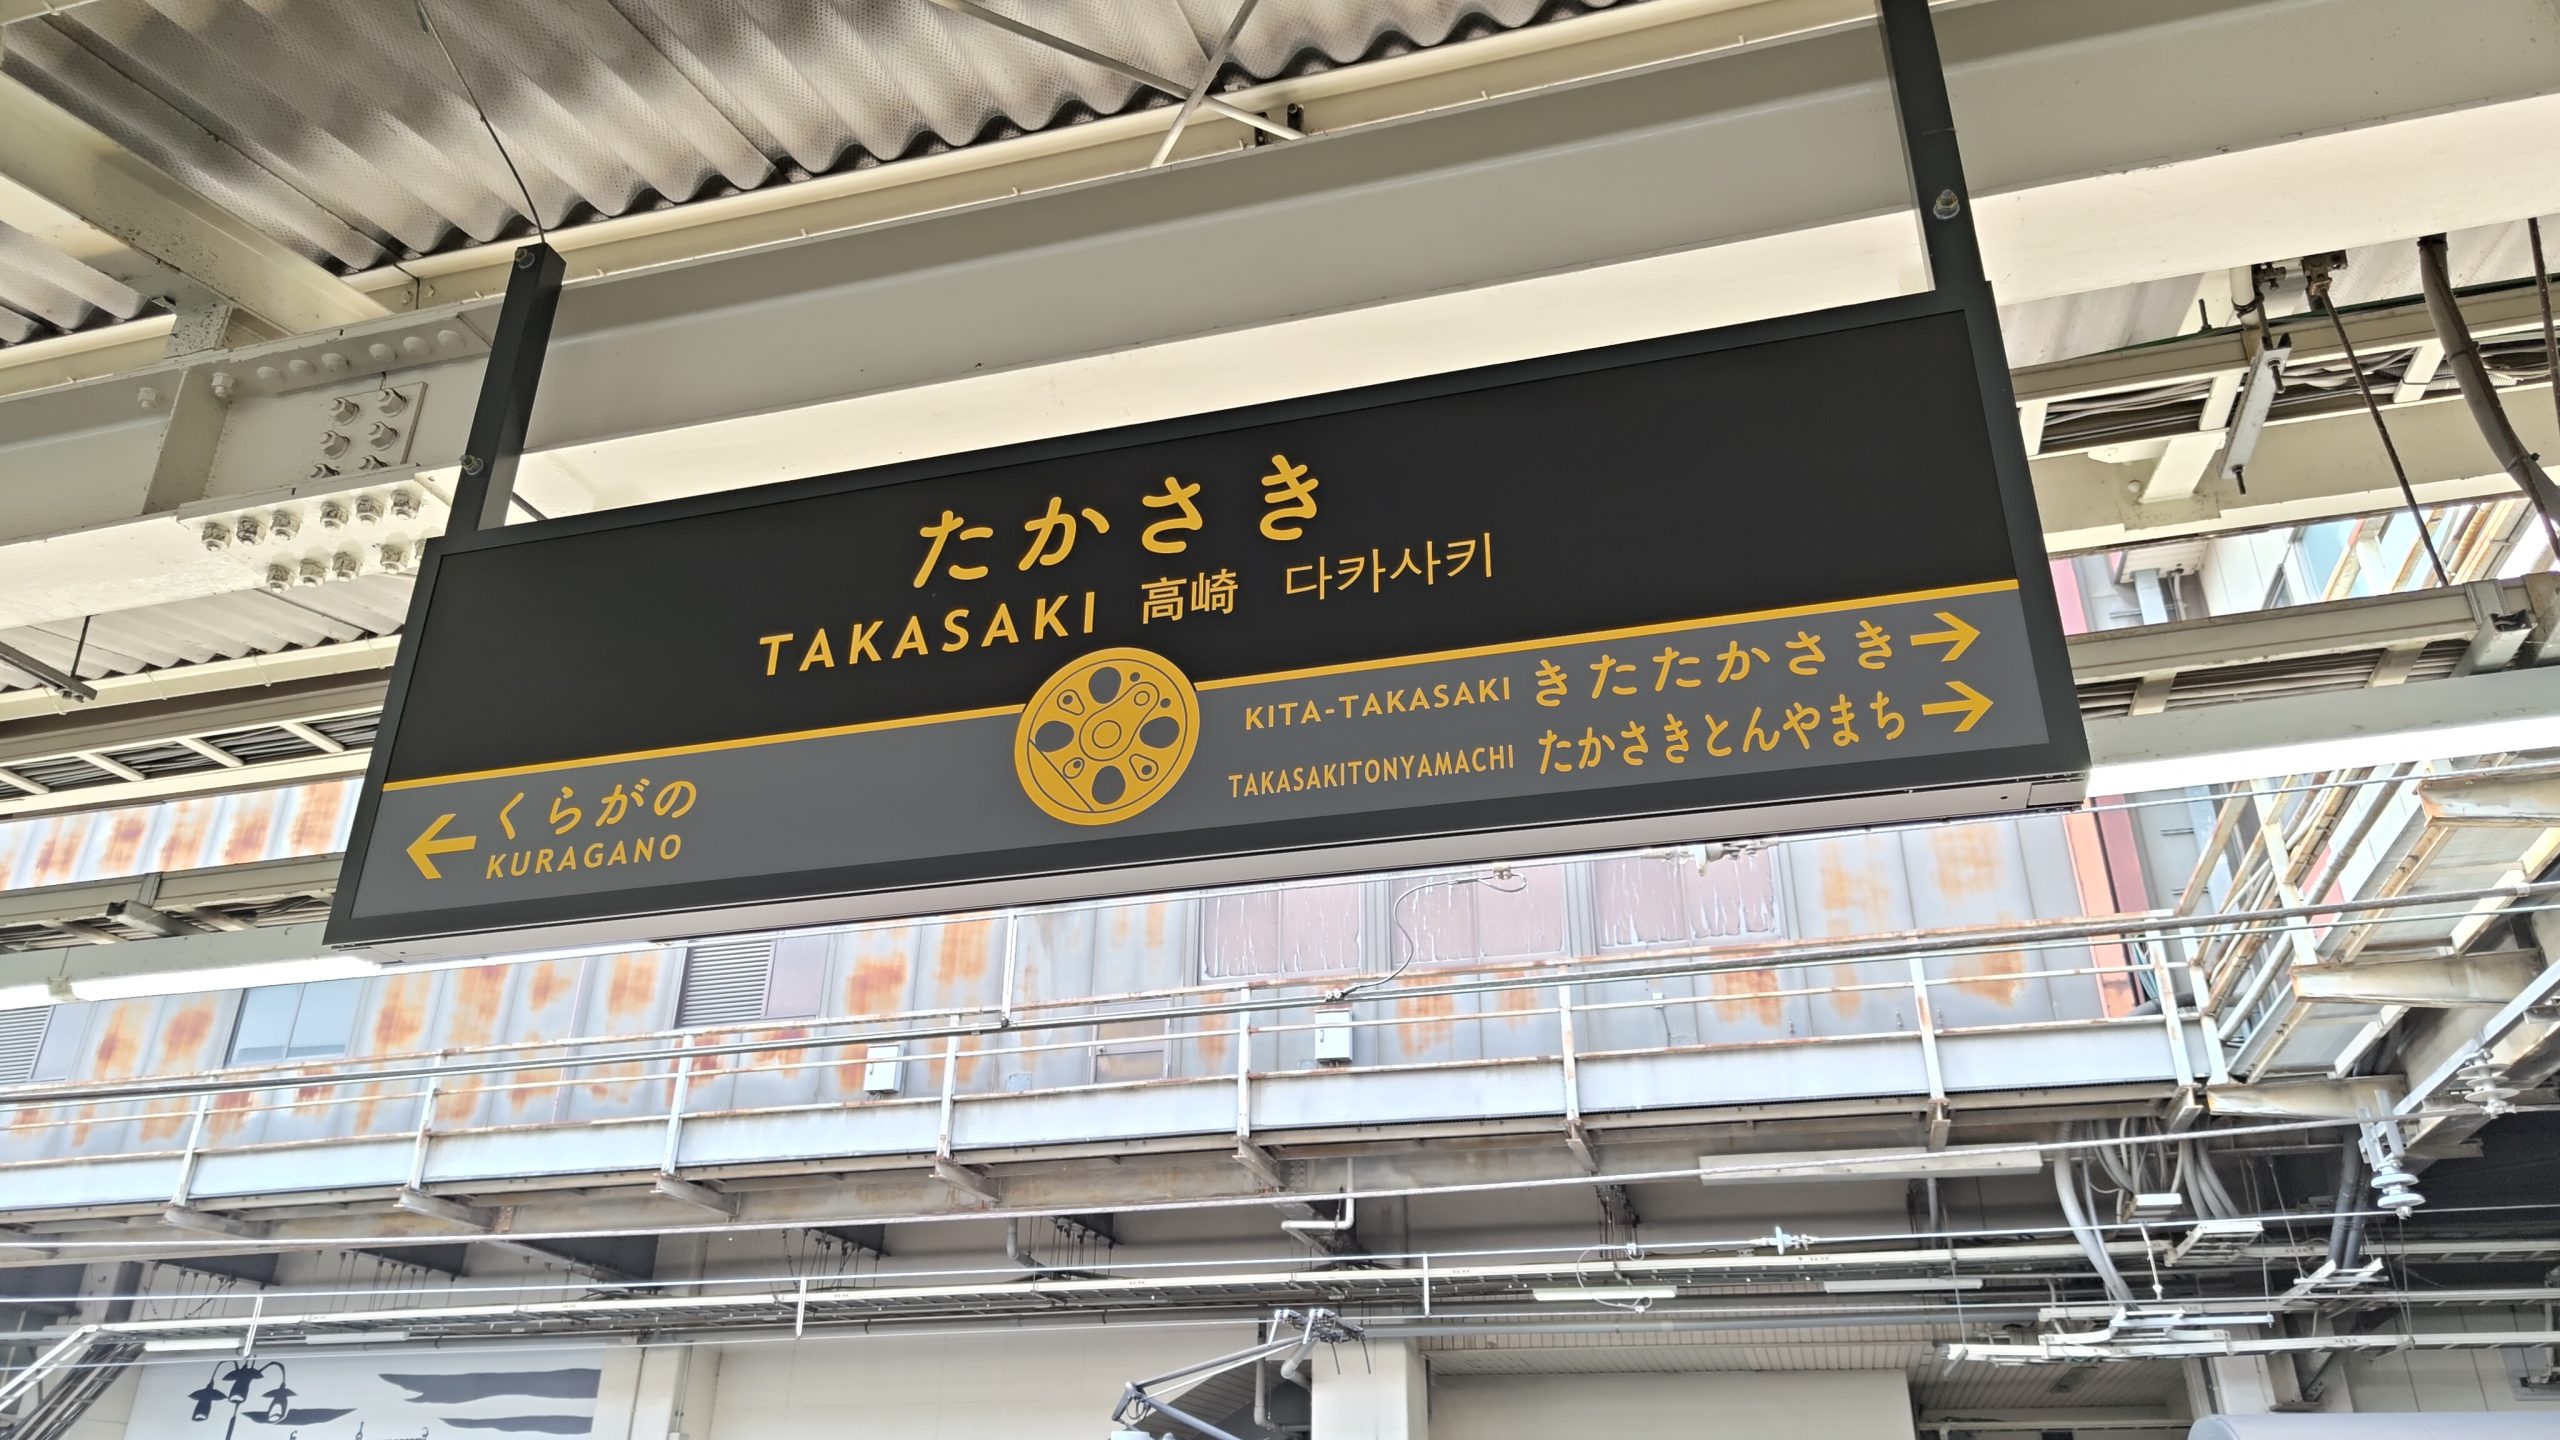 たかさき
TAKASAKI 高崎 다카사키
くらがの
KURAGANO
KITA-TAKASAKI きたたかさき
TAKASAKITONYAMACHI たかさきとんやまち